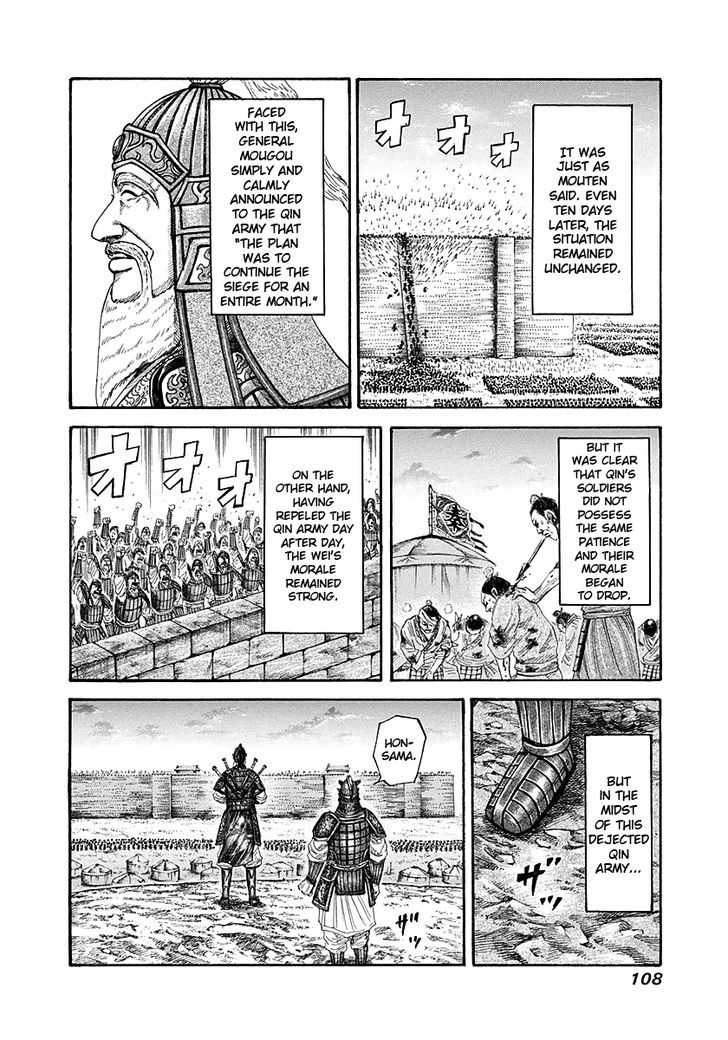 オオオ
IT WAS
JUST AS
MOUTEN
SAID. EVEN
TEN DAYS
LATER, THE
SITUATION
REMAINED
UNCHANGED.
FACED
WITH THIS,
GENERAL
MOUGOU
SIMPLY AND
CALMLY
ANNOUNCED
TO THE QIN
ARMY THAT
"THE PLAN
WAS TO
CONTINUE
THE SIEGE
FOR AN
ENTIRE MONTH."
BUT IT
WAS CLEAR
THAT QIN'S
SOLDIERS
DID NOT
POSSESS
THE SAME
PATIENCE
AND THEIR
MORALE
BEGAN
TO DROP.
オオオ
ON THE
OTHER HAND,
HAVING
REPELED THE
QIN ARMY DAY
AFTER DAY,
THE WEI'S
MORALE
REMAINED
STRONG.
BUT
IN THE
MIDST
OF THIS
DEJECTED
QIN
ARMY...
ザッ
HON-
SAMA.
ザッ
108